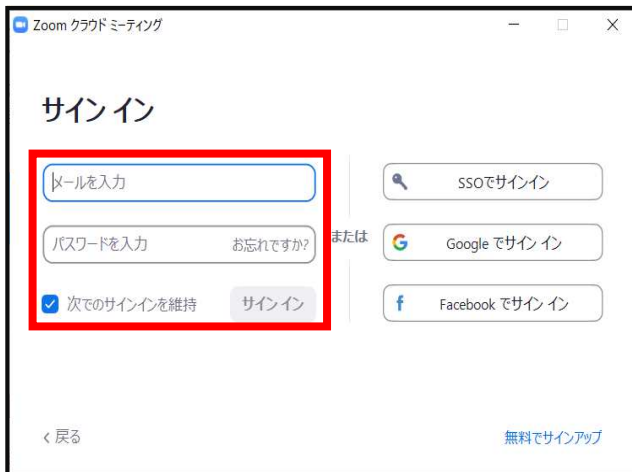 Zoom クラウド ミーティング
サイン イン
メールを入力
パスワードを入力 お忘れですか?
次でのサインインを維持 サイン イン
または
SSOでサインイン
Google でサイン イン
Facebook でサイン イン
戻る
無料でサインアップ